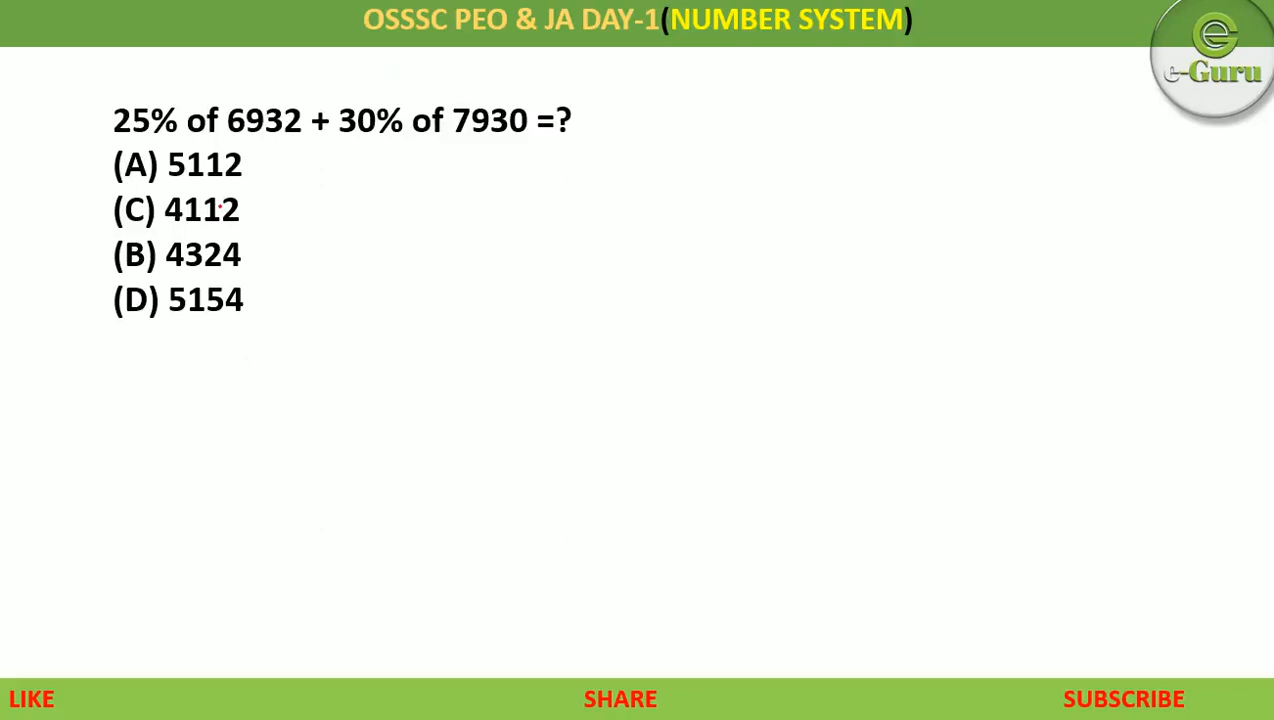 OSSSC PEO & JA DAY-1(NUMBER SYSTEM)
e-Guru
25% of 6932 + 30% of 7930 =?
(A) 5112
(C) 4112
(B) 4324
(D) 5154
LIKE
SHARE
SUBSCRIBE